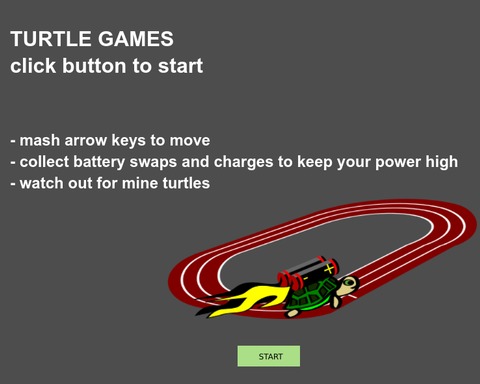 TURTLE GAMES
click button to start
- mash arrow keys to move
- collect battery swaps and charges to keep your power high
- watch out for mine turtles
START